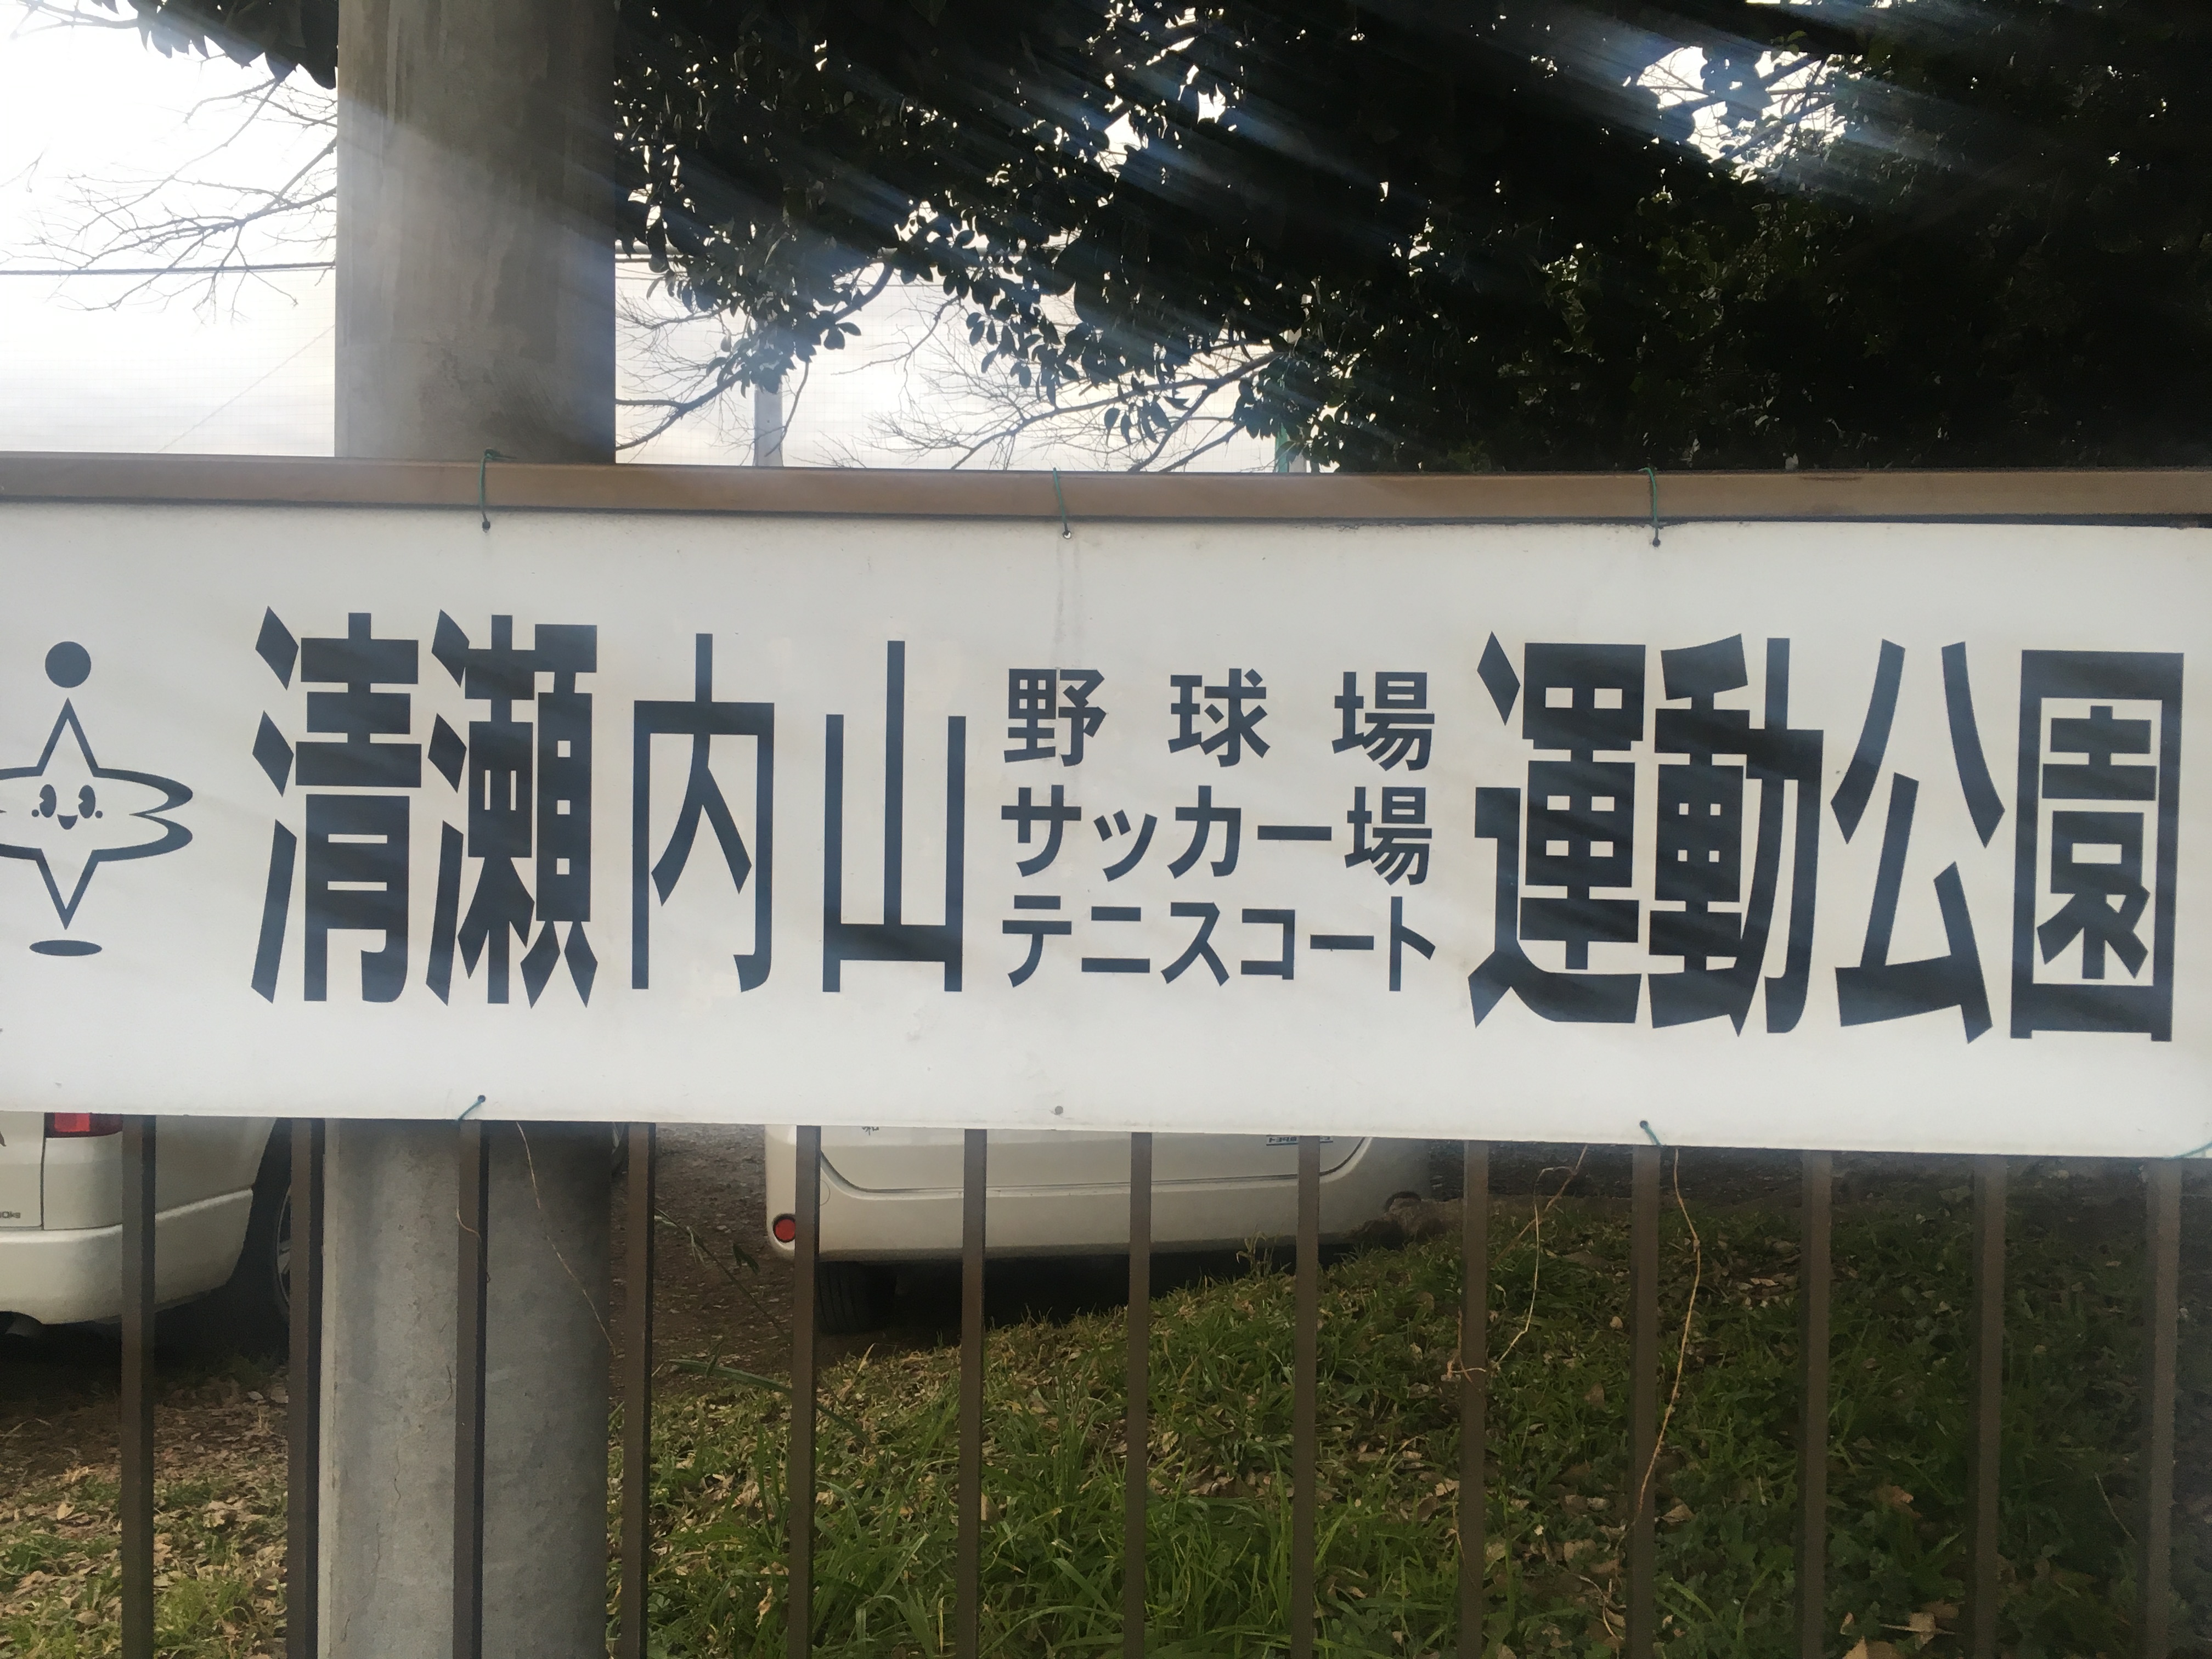 清瀬内山
野球場
サッカー場
テニスコート
運動公園